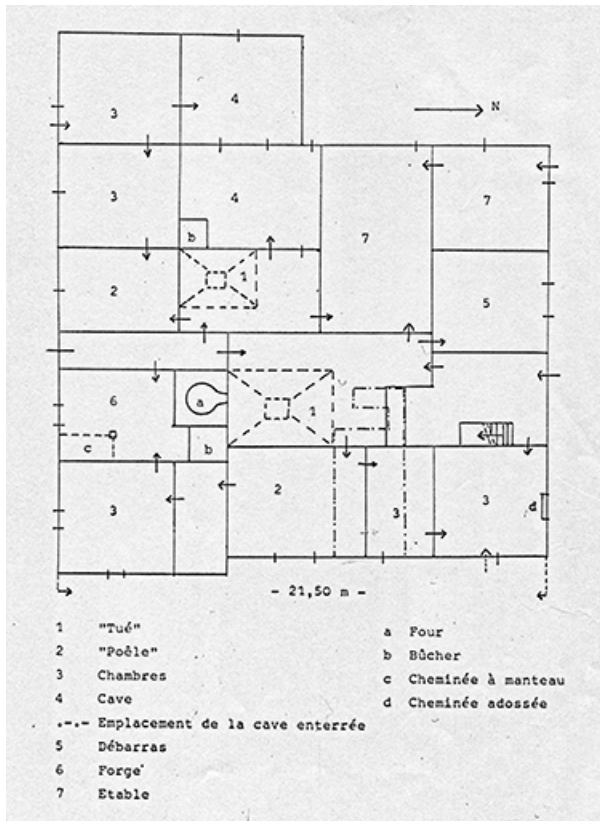 3
4
N
3
4
7
7
b
2
1
5
6
a
1
c
b
3
2
3
3
d
- 21,50 m -
1 "Tué"
2 "Poêle"
3 Chambres
4 Cave
.-.- Emplacement de la cave enterrée
5 Débarras
6 Forge
7 Etable
a Four
b Bûcher
c Cheminée à manteau
d Cheminée adossée